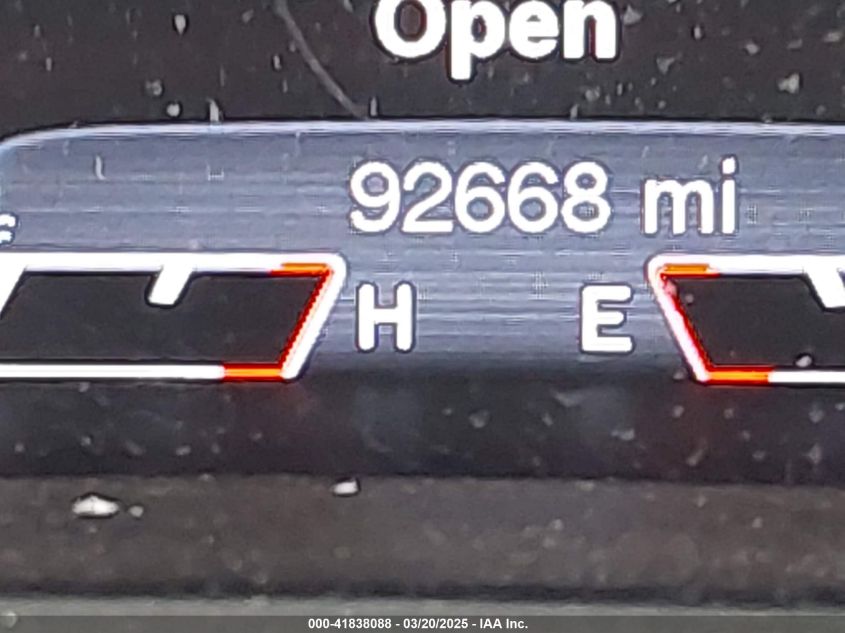 Open
92668 mi
H E
000-41838088 - 03/20/2025 - IAA Inc.